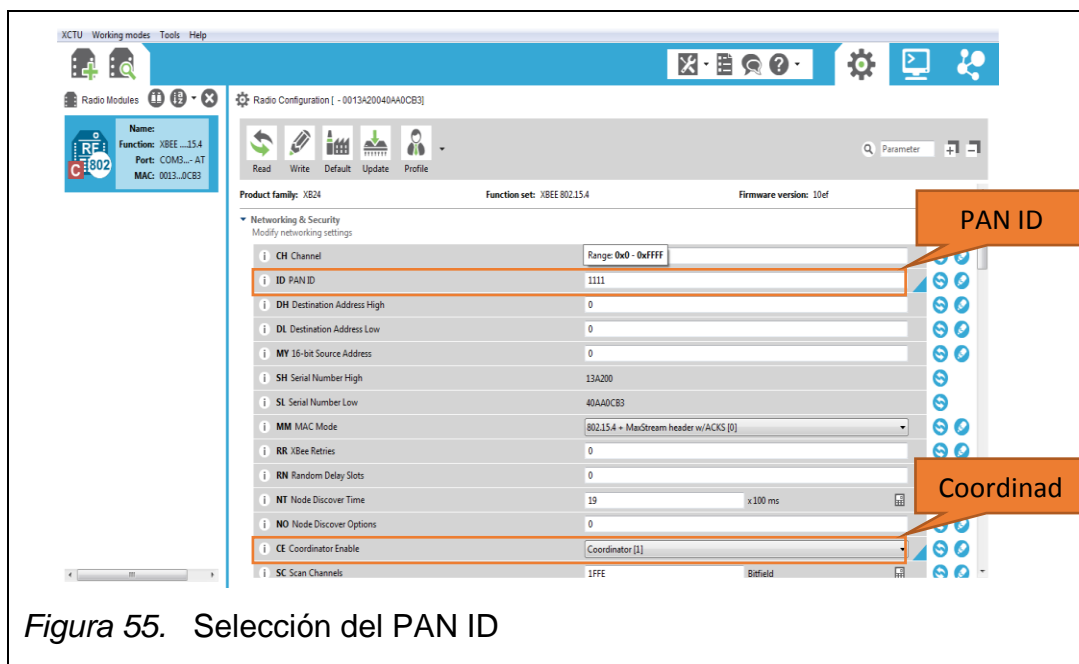 XCTU Working modes Tools Help
Radio Modules
Radio Configuration [ - 0013A20040AA0CB3]
Name:
Function: XBEE ....15.4
Port: COM3...- AT
MAC: 0013...0CB3
RF
C 802
Read Write Default Update Profile
Parameter
Product family: XB24 Function set: XBEE 802.15.4 Firmware version: 10ef
Networking & Security
Modify networking settings
PAN ID
i CH Channel Range: 0x0 - 0xFFFF
i ID PAN ID 1111
i DH Destination Address High 0
i DL Destination Address Low 0
i MY 16-bit Source Address 0
i SH Serial Number High 13A200
i SL Serial Number Low 40AA0CB3
i MM MAC Mode 802.15.4 + MaxStream header w/ACKS [0]
i RR XBee Retries 0
i RN Random Delay Slots 0
i NT Node Discover Time 19 x 100 ms
Coordinad
i NO Node Discover Options 0
i CE Coordinator Enable Coordinator [1]
i SC Scan Channels 1FFE Bitfield
Figura 55. Selección del PAN ID